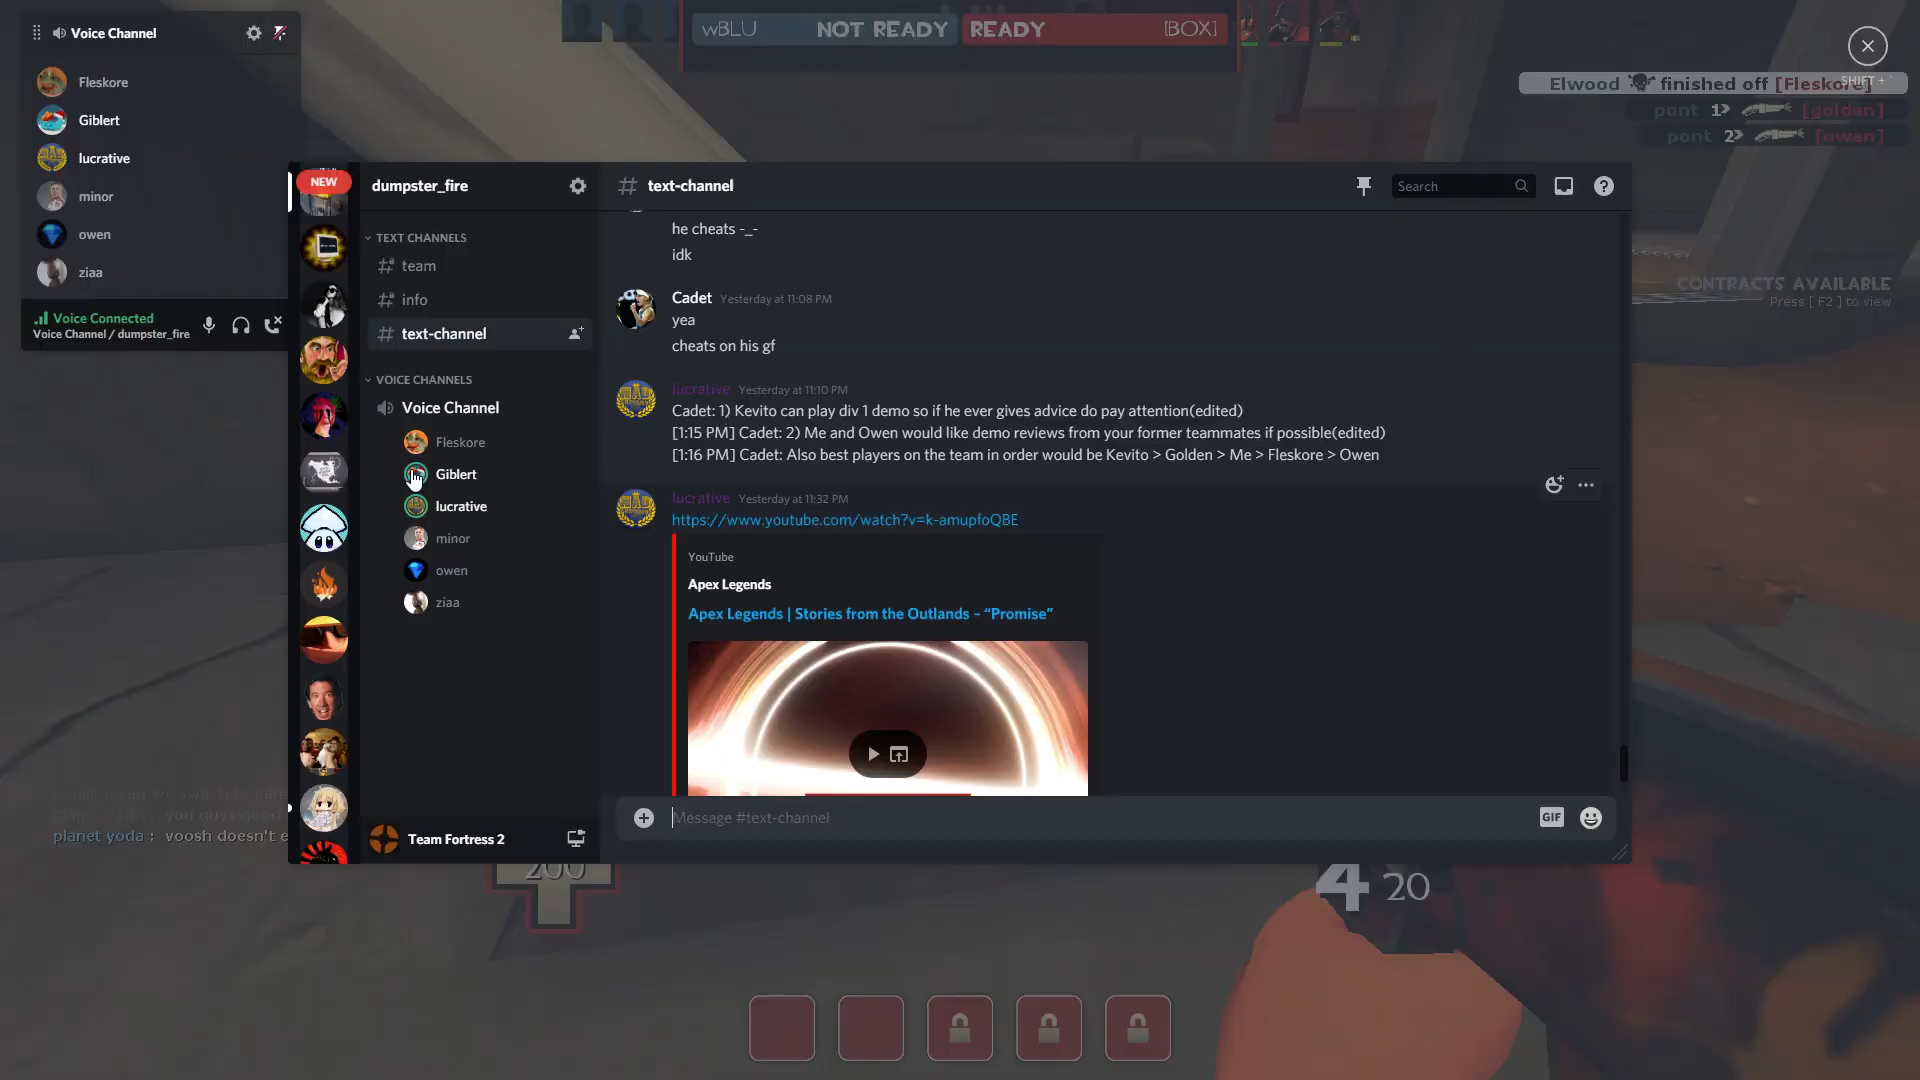 Voice Channel
Fleskore
Giblert
lucrative
minor
owen
ziaa
Voice Connected
Voice Channel / dumpster_fire
wBLU NOT READY READY [BOX]
SHIFT +
Elwood finished off [Fleskore]
pont 1> [golden]
pont 2> [owen]
CONTRACTS AVAILABLE
Press [ F2 ] to view
NEW
dumpster_fire
TEXT CHANNELS
team
info
text-channel
VOICE CHANNELS
Voice Channel
Fleskore
Giblert
lucrative
minor
owen
ziaa
Team Fortress 2
# text-channel
Search
he cheats -_-
idk
Cadet Yesterday at 11:08 PM
yea
cheats on his gf
lucrative Yesterday at 11:10 PM
Cadet: 1) Kevito can play div 1 demo so if he ever gives advice do pay attention(edited)
[1:15 PM] Cadet: 2) Me and Owen would like demo reviews from your former teammates if possible(edited)
[1:16 PM] Cadet: Also best players on the team in order would be Kevito > Golden > Me > Fleskore > Owen
lucrative Yesterday at 11:32 PM
https://www.youtube.com/watch?v=k-amupfoQBE
YouTube
Apex Legends
Apex Legends | Stories from the Outlands – “Promise”
Message #text-channel
GIF
you guys good
planet yoda : voosh doesn't e
200
4 20